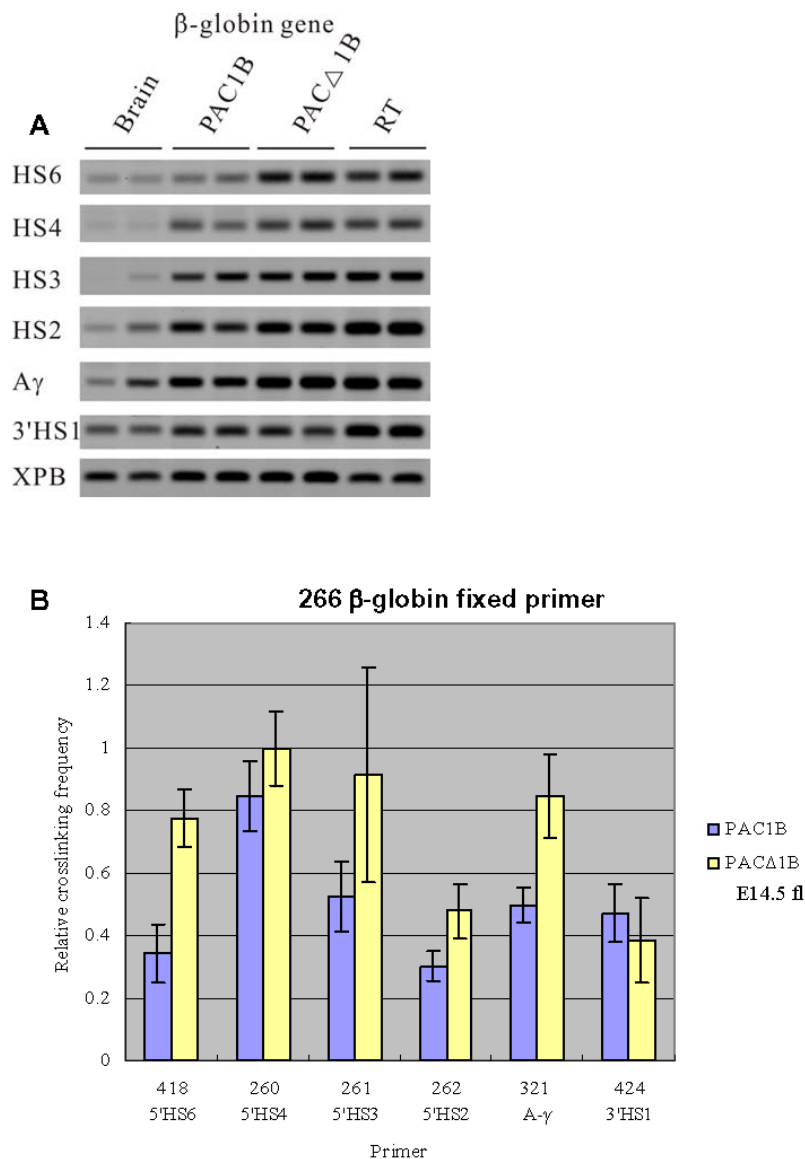 β-globin gene
A
Brain
PAC1B
PAC△1B
RT
HS6
HS4
HS3
HS2
Aγ
3'HS1
XPB
B
266 β-globin fixed primer
Relative crosslinking frequency
1.4
1.2
1
0.8
0.6
0.4
0.2
0
418 260 261 262 321 424
5'HS6 5'HS4 5'HS3 5'HS2 A-γ 3'HS1
Primer
PAC1B
PACΔ1B
E14.5 fl